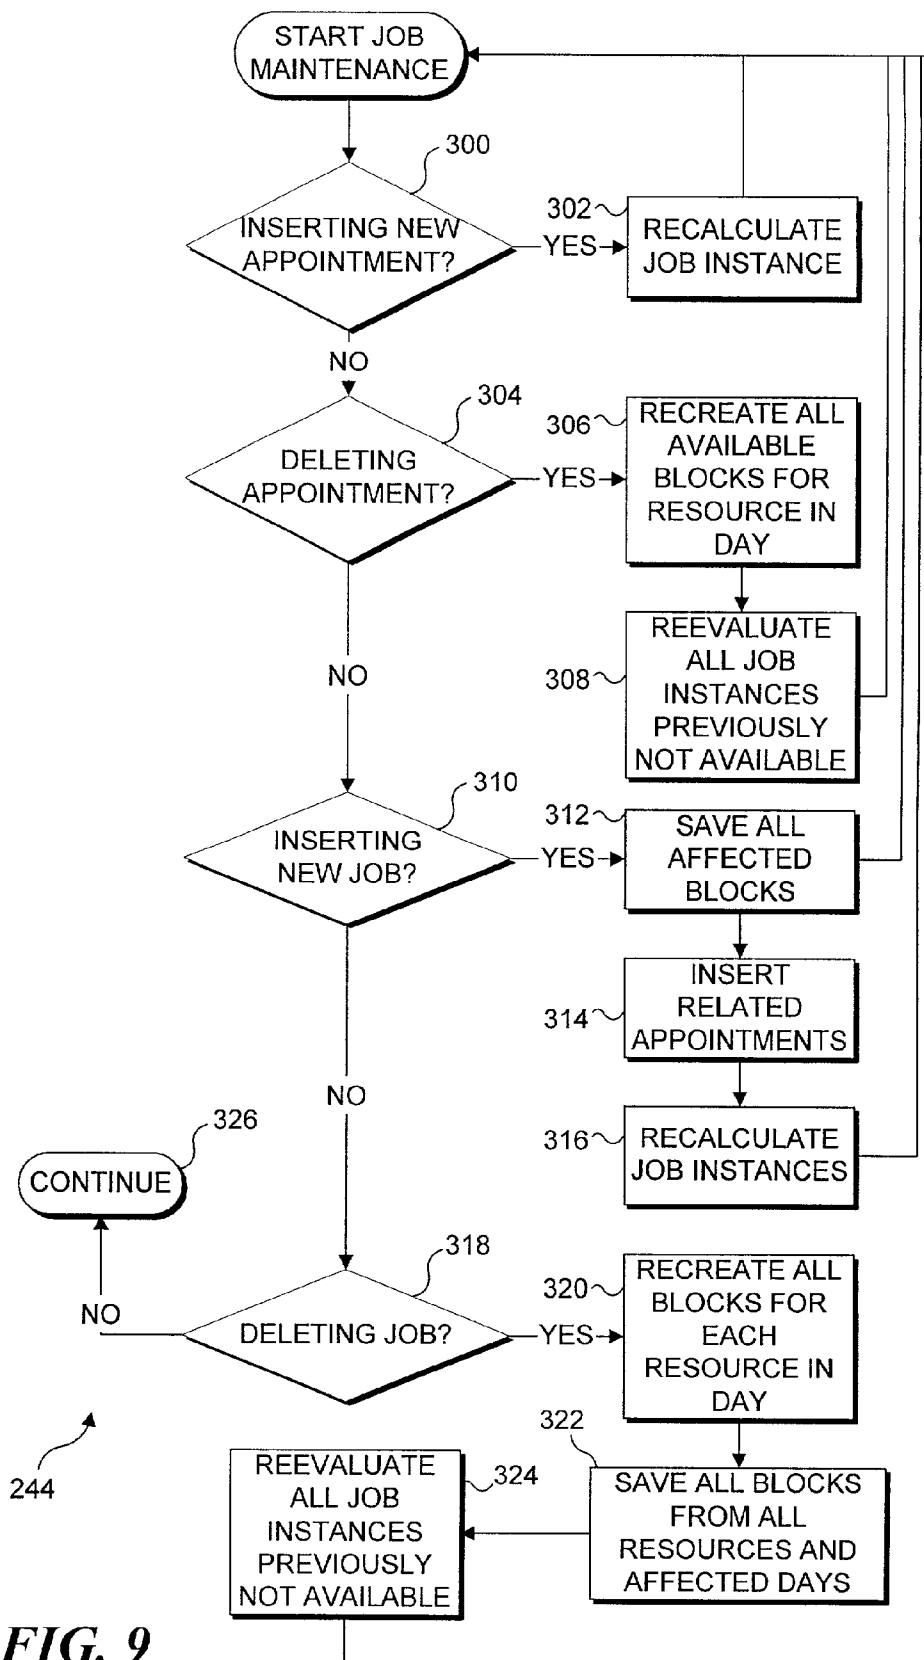 START JOB
MAINTENANCE
300
INSERTING NEW
APPOINTMENT?
YES
302
RECALCULATE
JOB INSTANCE
NO
304
DELETING
APPOINTMENT?
YES
306
RECREATE ALL
AVAILABLE
BLOCKS FOR
RESOURCE IN
DAY
NO
308
REEVALUATE
ALL JOB
INSTANCES
PREVIOUSLY
NOT AVAILABLE
310
INSERTING
NEW JOB?
YES
312
SAVE ALL
AFFECTED
BLOCKS
314
INSERT
RELATED
APPOINTMENTS
NO
316
RECALCULATE
JOB INSTANCES
326
CONTINUE
318
DELETING JOB?
NO
YES
320
RECREATE ALL
BLOCKS FOR
EACH
RESOURCE IN
DAY
322
SAVE ALL BLOCKS
FROM ALL
RESOURCES AND
AFFECTED DAYS
324
REEVALUATE
ALL JOB
INSTANCES
PREVIOUSLY
NOT AVAILABLE
244
FIG. 9